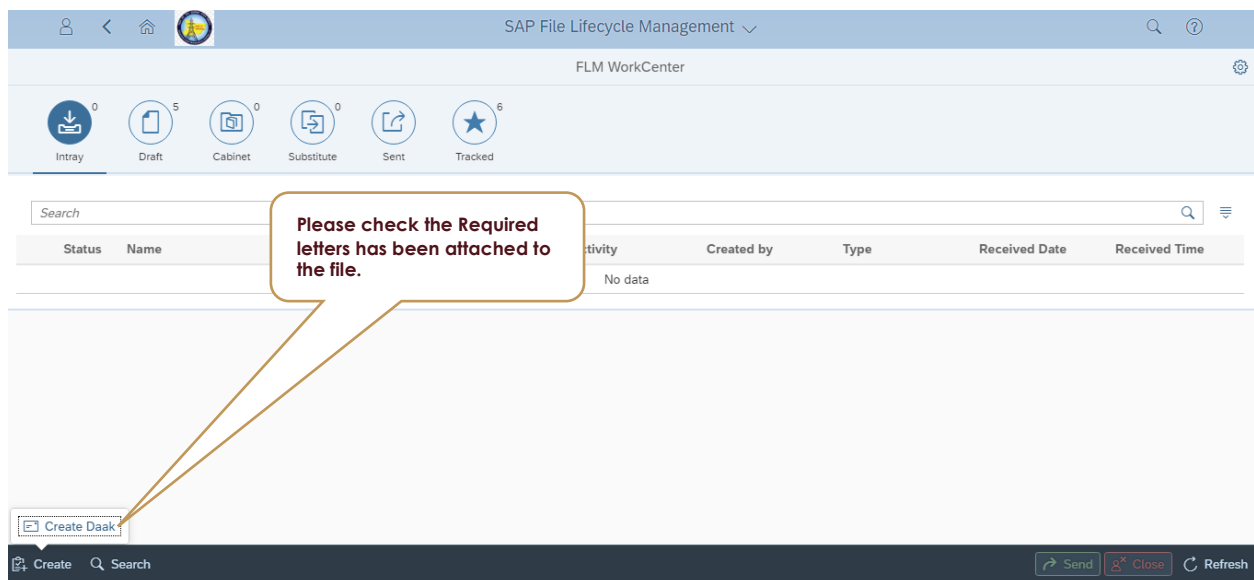 SAP File Lifecycle Management
FLM WorkCenter
0 5 0 0 6
Intray Draft Cabinet Substitute Sent Tracked
Search
Please check the Required
letters has been attached to
the file.
Status Name ctivity Created by Type Received Date Received Time
No data
Create Daak
Create Search Send Close Refresh